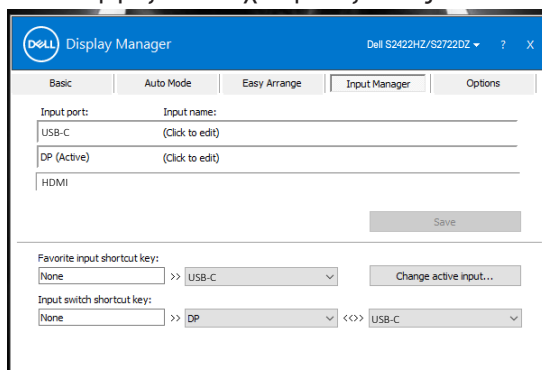 DELL Display Manager Dell S2422HZ/S2722DZ ? X
Basic Auto Mode Easy Arrange Input Manager Options
Input port: Input name:
USB-C (Click to edit)
DP (Active) (Click to edit)
HDMI
Save
Favorite input shortcut key:
None >> USB-C Change active input...
Input switch shortcut key:
None >> DP <<>> USB-C